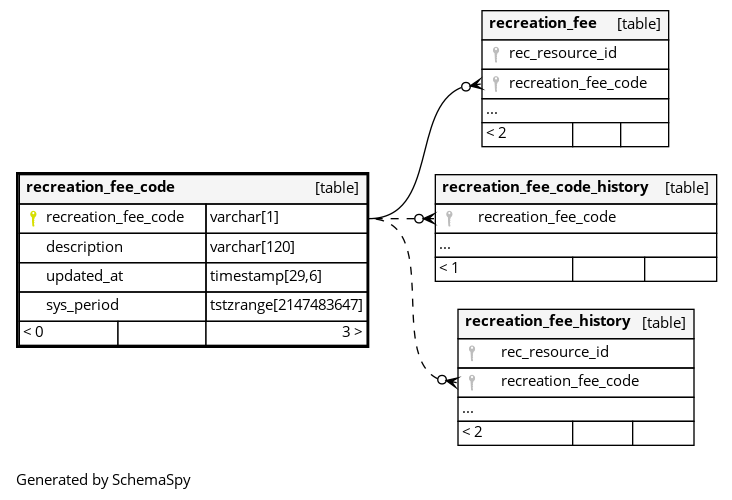 recreation_fee [table]
rec_resource_id
recreation_fee_code
...
< 2
recreation_fee_code [table]
recreation_fee_code varchar[1]
description varchar[120]
updated_at timestamp[29,6]
sys_period tstzrange[2147483647]
< 0 3 >
recreation_fee_code_history [table]
recreation_fee_code
...
< 1
recreation_fee_history [table]
rec_resource_id
recreation_fee_code
...
< 2
Generated by SchemaSpy